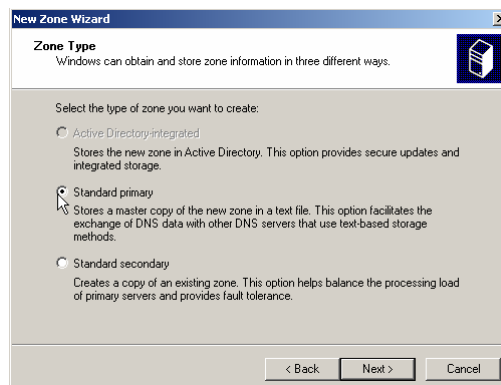 New Zone Wizard
Zone Type
Windows can obtain and store zone information in three different ways.
Select the type of zone you want to create:
Active Directory-integrated
Stores the new zone in Active Directory. This option provides secure updates and
integrated storage.
Standard primary
Stores a master copy of the new zone in a text file. This option facilitates the
exchange of DNS data with other DNS servers that use text-based storage
methods.
Standard secondary
Creates a copy of an existing zone. This option helps balance the processing load
of primary servers and provides fault tolerance.
< Back
Next >
Cancel